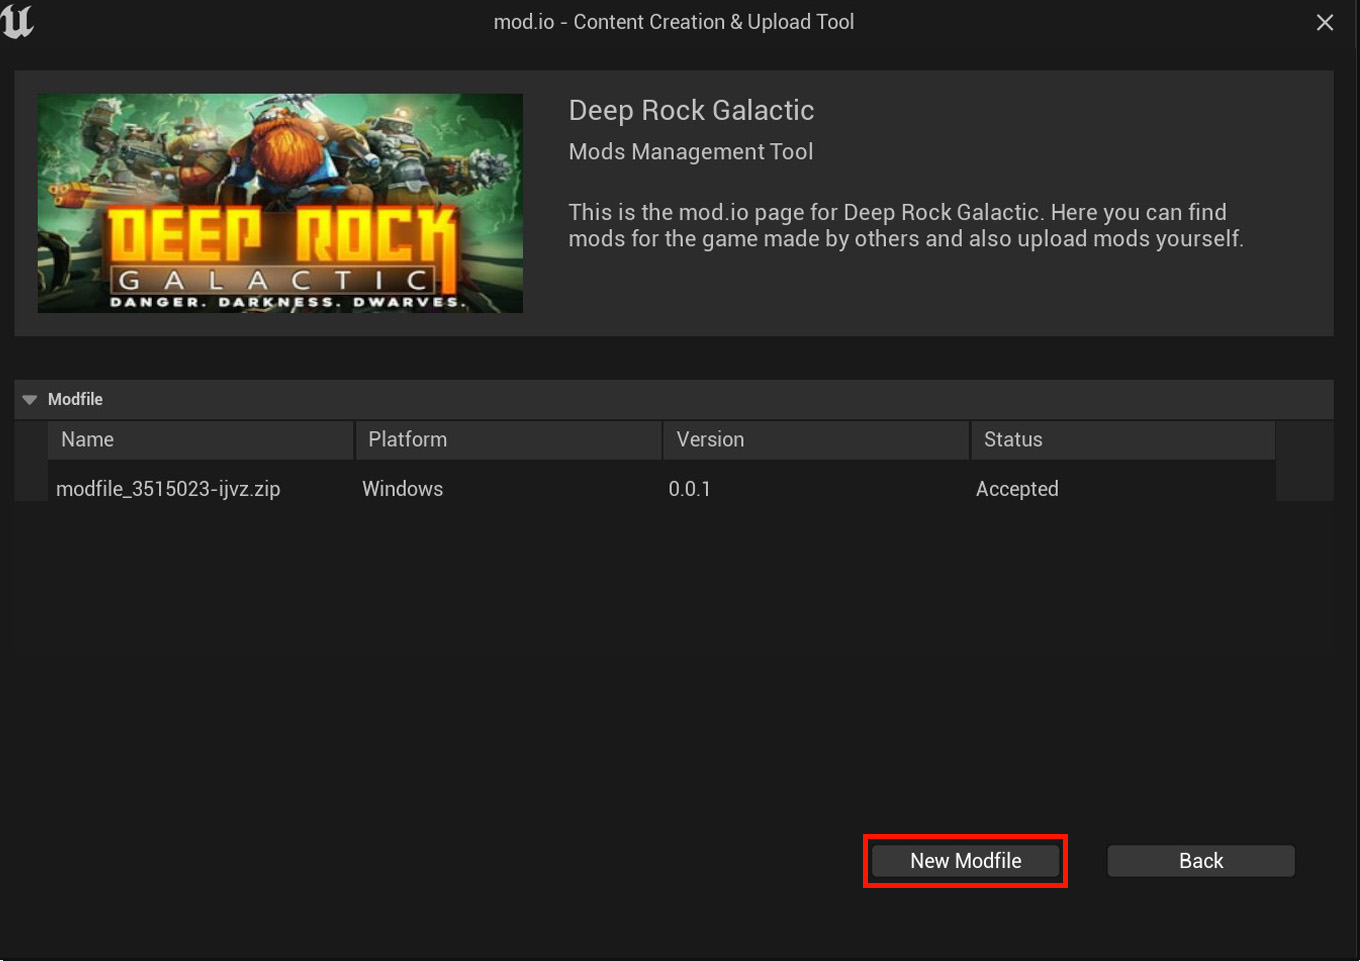 mod.io - Content Creation & Upload Tool
DEEP ROCK
GALACTIC
DANGER. DARKNESS. DWARVES.
Deep Rock Galactic
Mods Management Tool
This is the mod.io page for Deep Rock Galactic. Here you can find
mods for the game made by others and also upload mods yourself.
Modfile
Name Platform Version Status
modfile_3515023-ijvz.zip Windows 0.0.1 Accepted
New Modfile Back